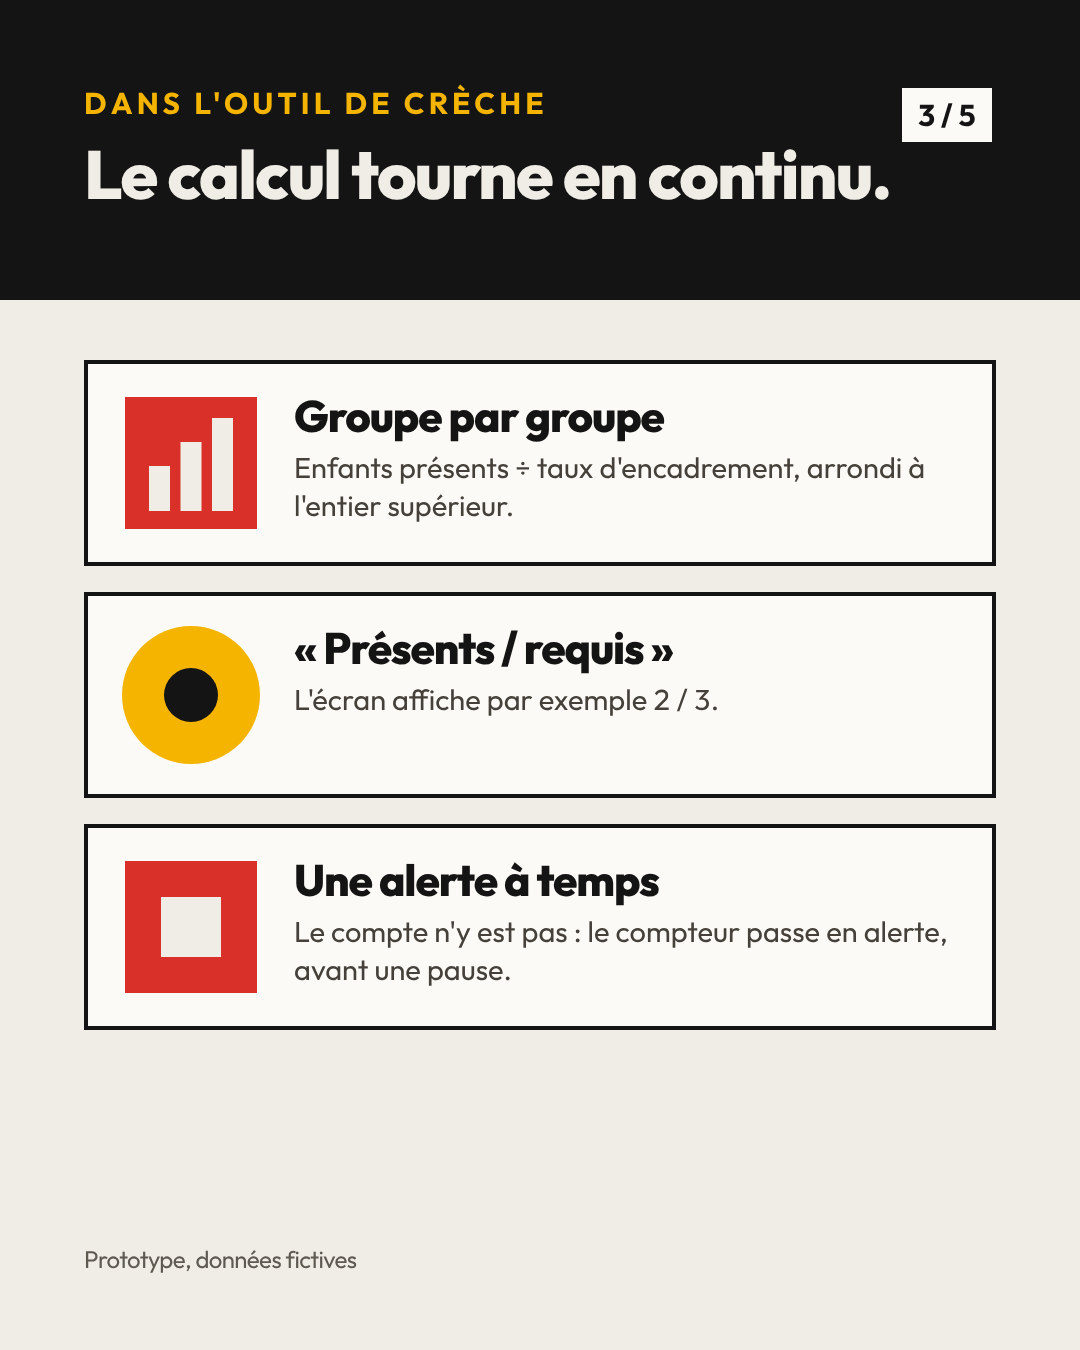 DANS L'OUTIL DE CRÈCHE
3 / 5
Le calcul tourne en continu.
Groupe par groupe
Enfants présents ÷ taux d'encadrement, arrondi à
l'entier supérieur.
« Présents / requis »
L'écran affiche par exemple 2 / 3.
Une alerte à temps
Le compte n'y est pas : le compteur passe en alerte,
avant une pause.
Prototype, données fictives